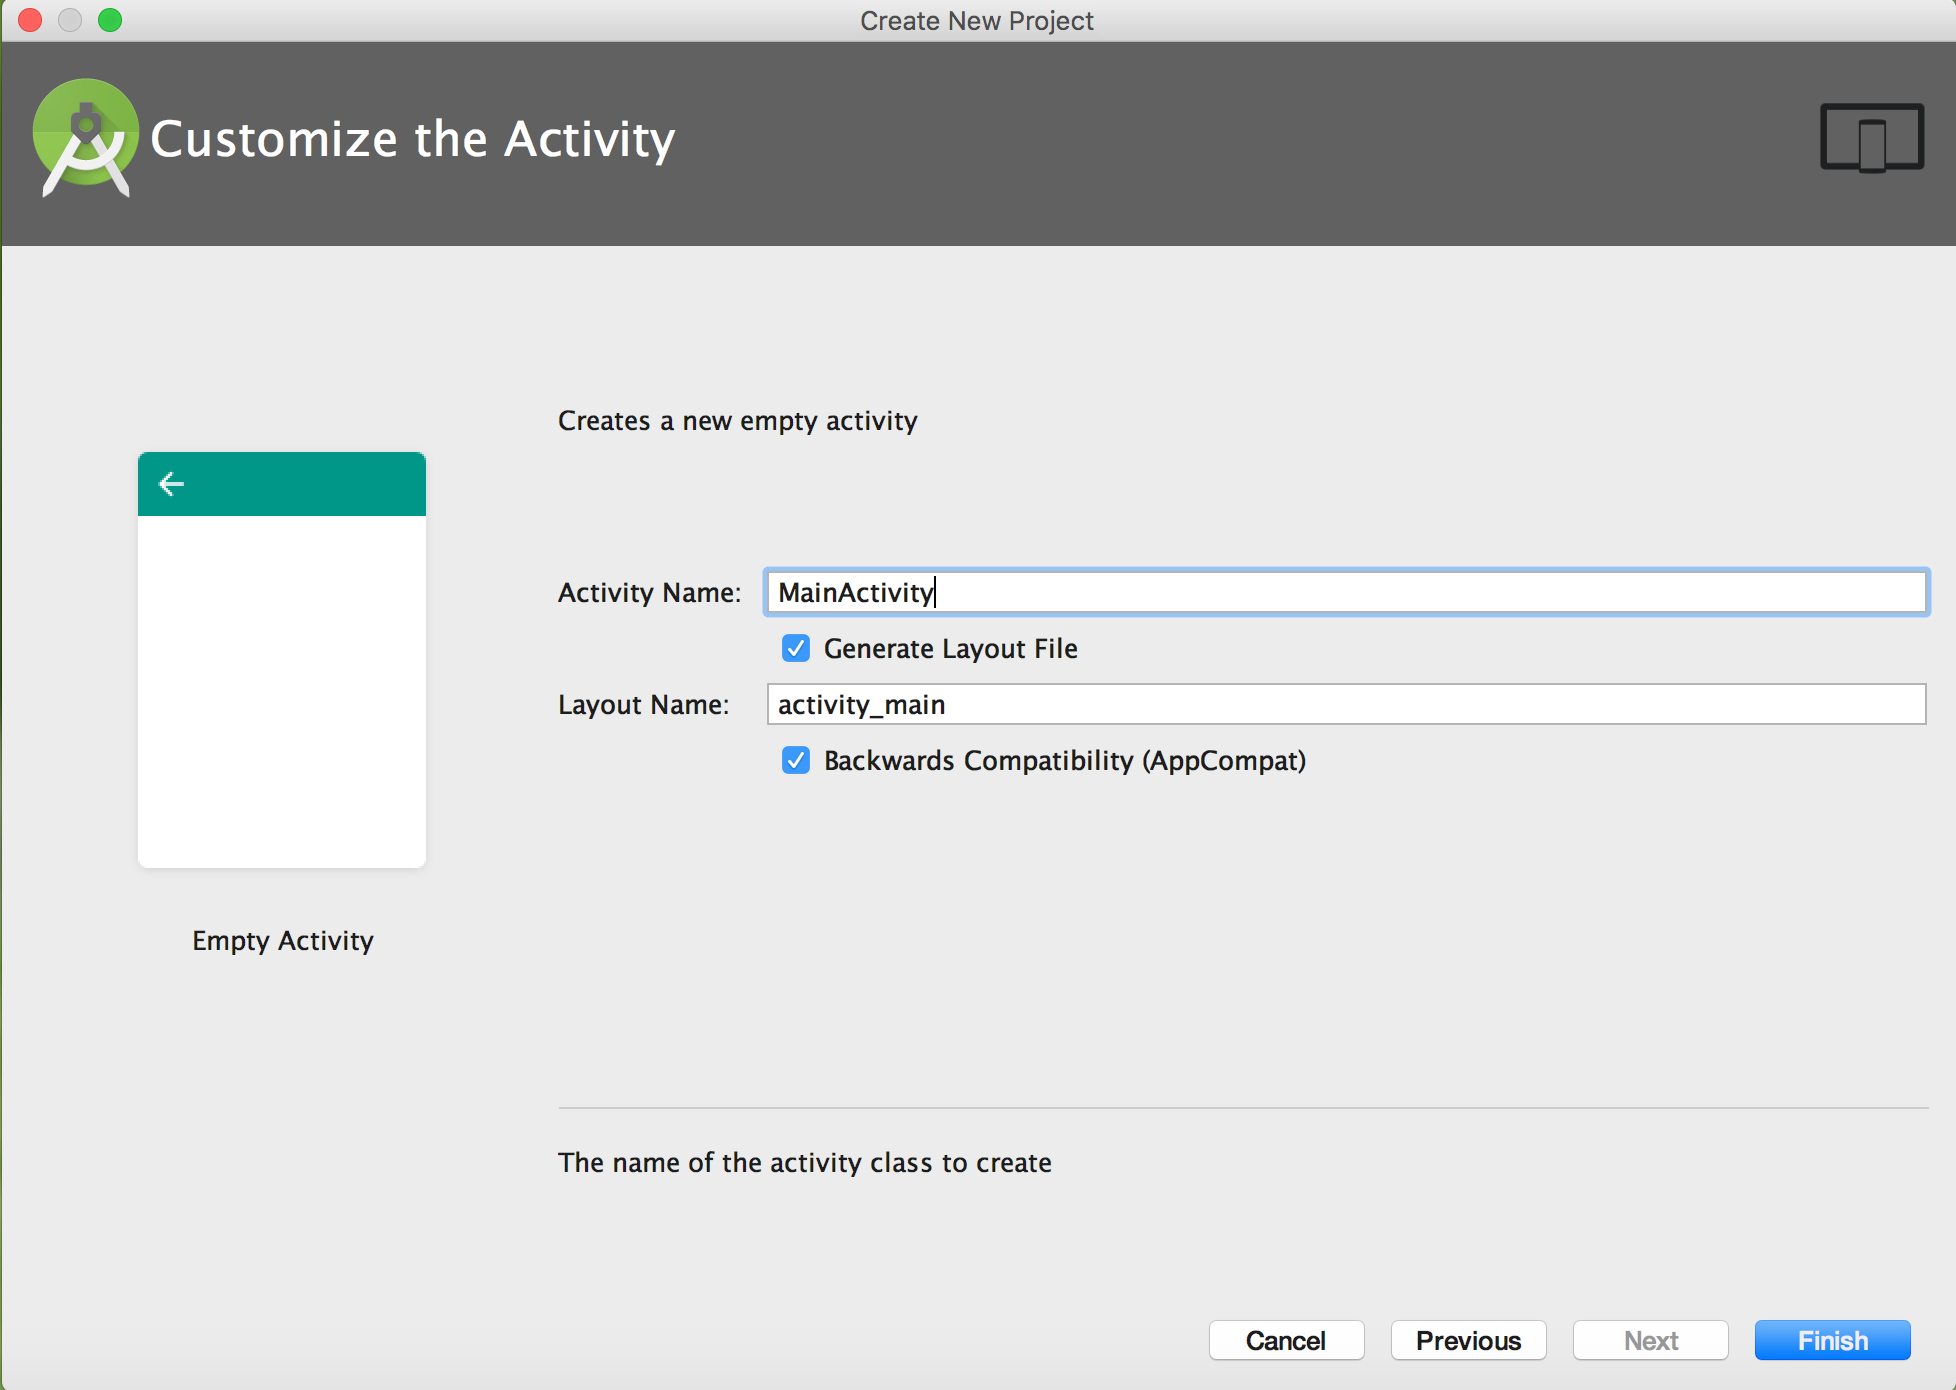 Create New Project
Customize the Activity
Creates a new empty activity
Activity Name: MainActivity
Generate Layout File
Layout Name: activity_main
Backwards Compatibility (AppCompat)
Empty Activity
The name of the activity class to create
Cancel Previous Next Finish